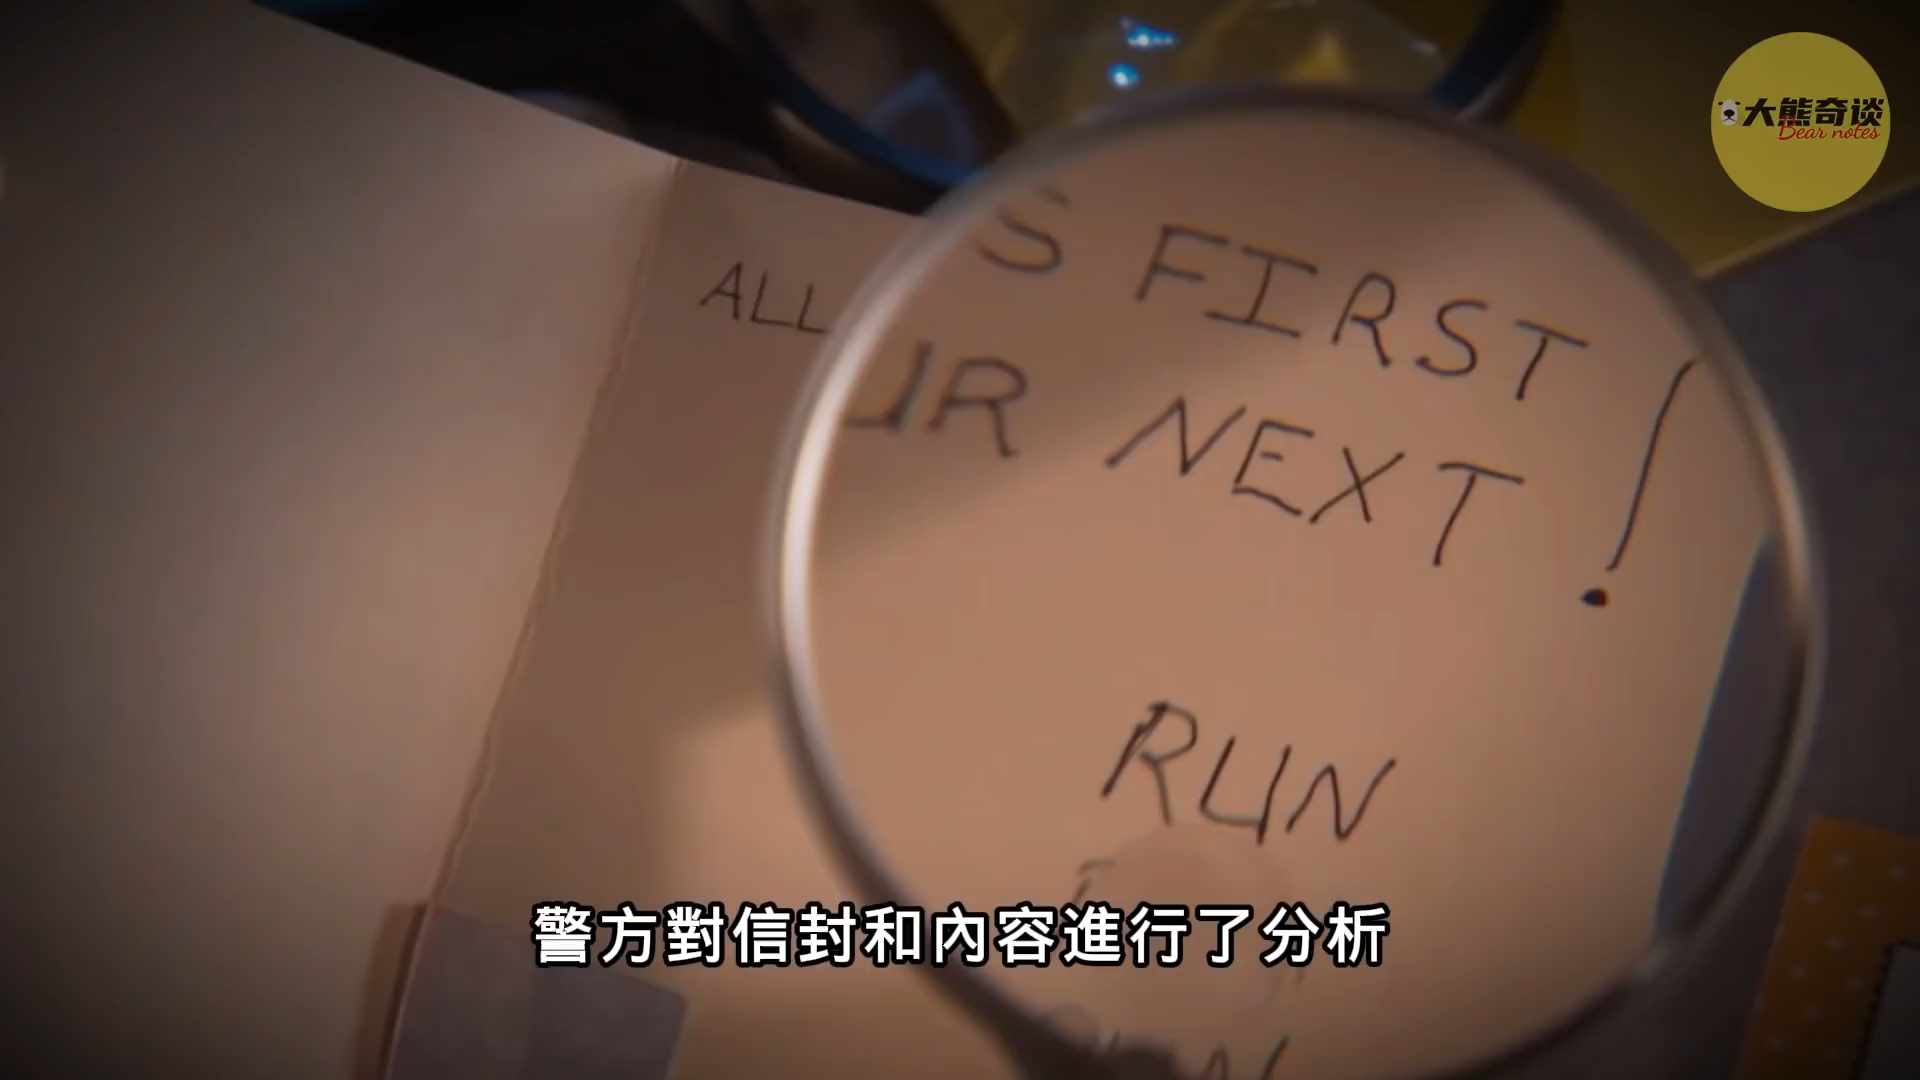 大熊奇谈
Bear notes
S FIRST
ALL
UR NEXT !
RUN
警方對信封和內容進行了分析